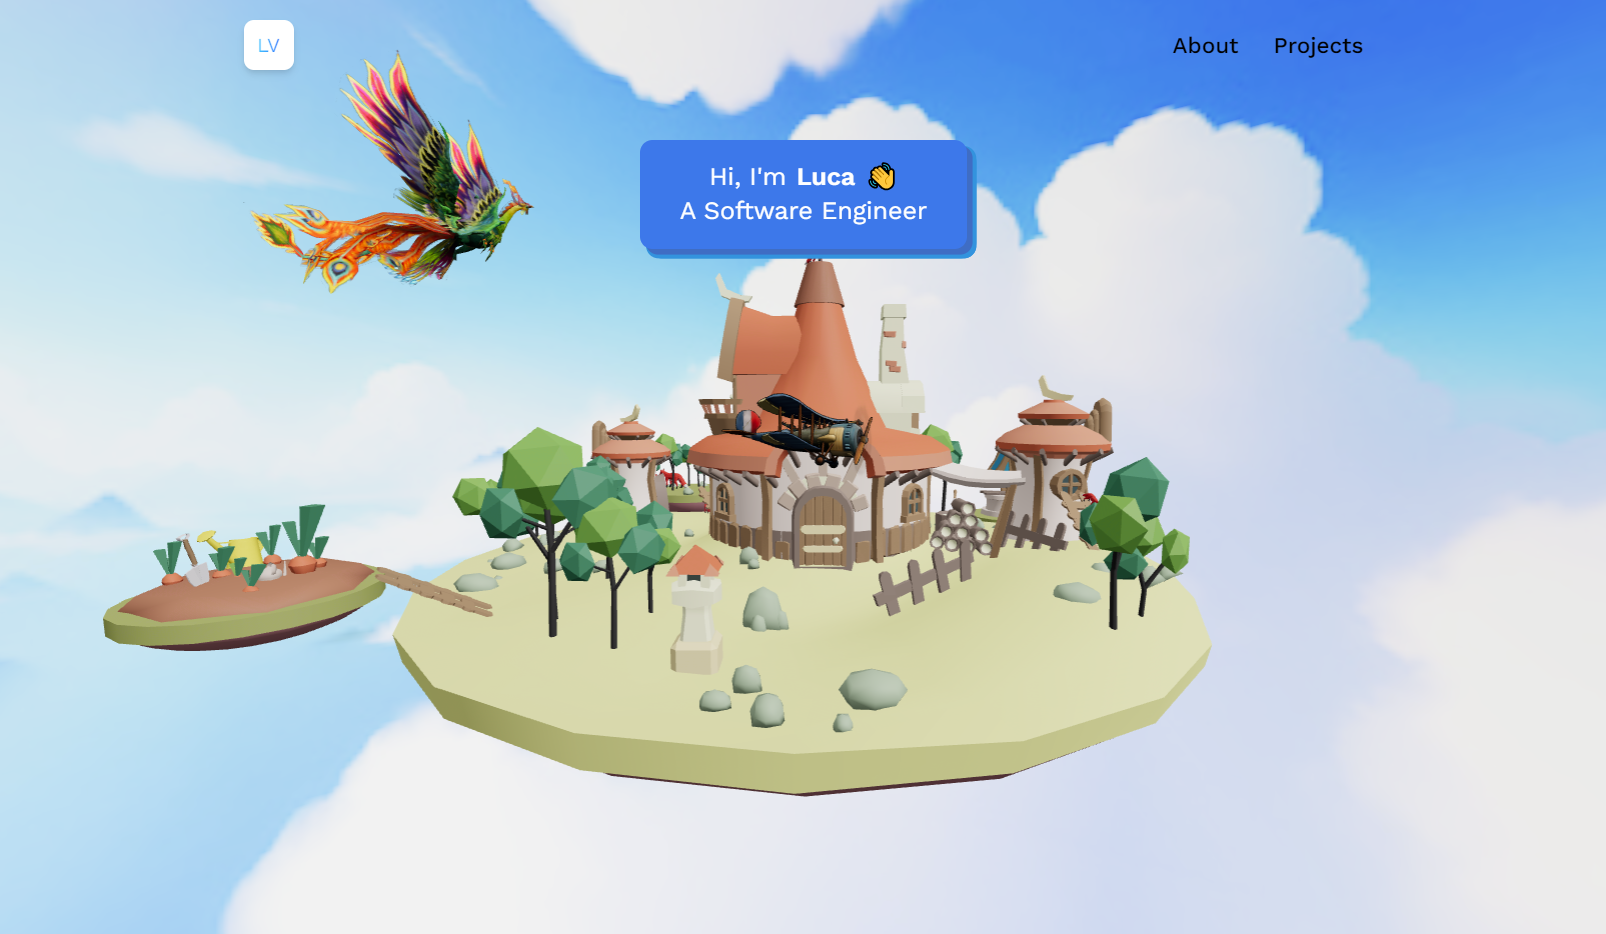 LV
About
Projects
Hi, I'm Luca 👋
A Software Engineer